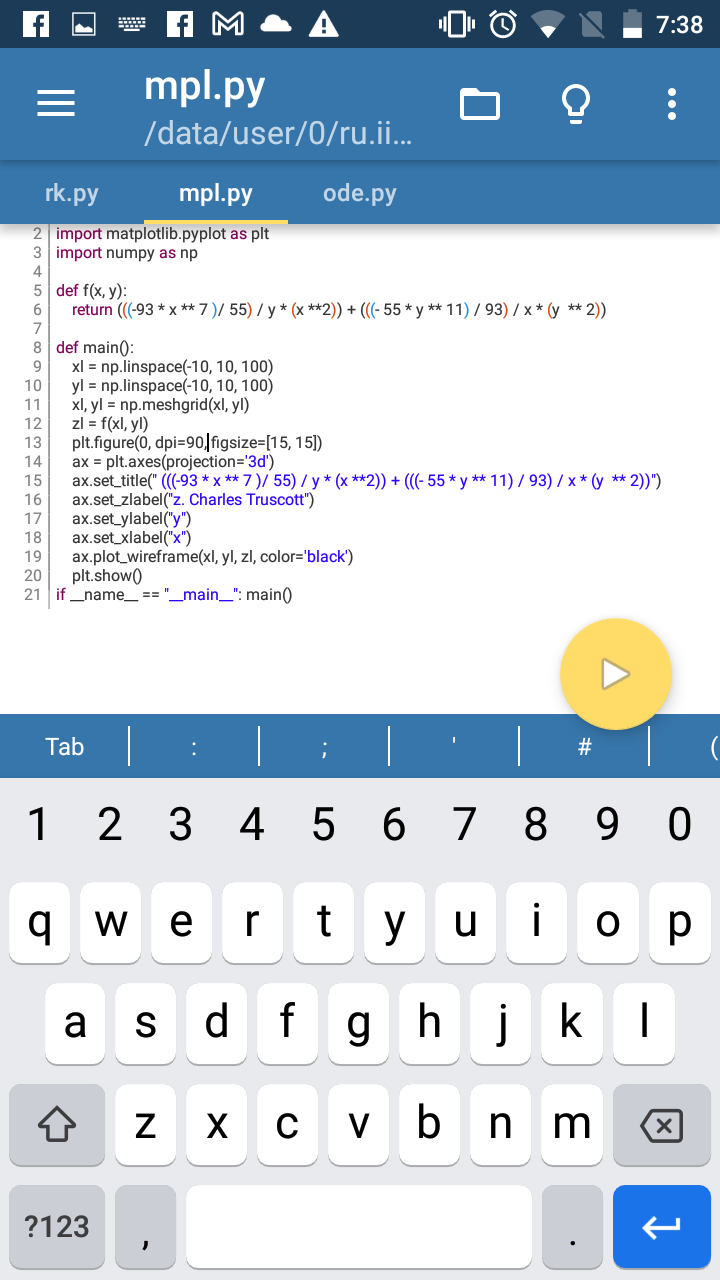 7:38
mpl.py
/data/user/0/ru.ii...
rk.py mpl.py ode.py
2 import matplotlib.pyplot as plt
3 import numpy as np
4
5 def f(x, y):
6 return (((-93 * x ** 7 )/ 55) / y * (x **2)) + (((- 55 * y ** 11) / 93) / x * (y ** 2))
7
8 def main():
9 xl = np.linspace(-10, 10, 100)
10 yl = np.linspace(-10, 10, 100)
11 xl, yl = np.meshgrid(xl, yl)
12 zl = f(xl, yl)
13 plt.figure(0, dpi=90, figsize=[15, 15])
14 ax = plt.axes(projection='3d')
15 ax.set_title(" (((-93 * x ** 7 )/ 55) / y * (x **2)) + (((- 55 * y ** 11) / 93) / x * (y ** 2))")
16 ax.set_zlabel("z. Charles Truscott")
17 ax.set_ylabel("y")
18 ax.set_xlabel("x")
19 ax.plot_wireframe(xl, yl, zl, color='black')
20 plt.show()
21 if __name__ == "__main__": main()
Tab : ; ' # (
1 2 3 4 5 6 7 8 9 0
q w e r t y u i o p
a s d f g h j k l
z x c v b n m
?123 , .